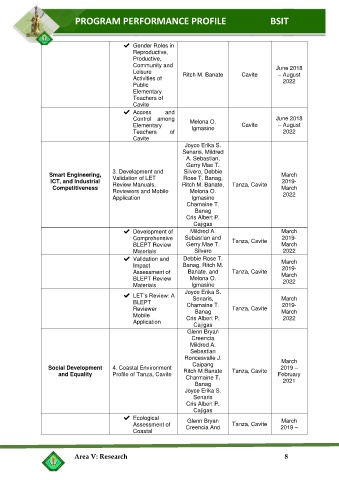 PROGRAM PERFORMANCE PROFILE BSIT
✔ Gender Roles in
Reproductive,
Productive,
Community and
Leisure
Activities of
Public
Elementary
Teachers of
Cavite
Ritch M. Banate
Cavite
June 2018
– August
2022
✔ Access and
Control among
Elementary
Teachers of
Cavite
Melona O.
Igmasine
Cavite
June 2018
– August
2022
Smart Engineering,
ICT, and Industrial
Competitiveness
3. Development and
Validation of LET
Review Manuals,
Reviewers and Mobile
Application
Joyce Erika S.
Senaris, Mildred
A. Sebastian,
Gerry Mae T.
Silvero, Debbie
Rose T. Banag,
Ritch M. Banate,
Melona O.
Igmasine
Charnaine T.
Banag
Cris Albert P.
Cajigas
Tanza, Cavite
March
2019-
March
2022
✔ Development of
Comprehensive
BLEPT Review
Materials
Mildred A.
Sebastian and
Gerry Mae T.
Silvero
Tanza, Cavite
March
2019-
March
2022
✔ Validation and
Impact
Assessment of
BLEPT Review
Materials
Debbie Rose T.
Banag, Ritch M.
Banate, and
Melona O.
Igmasine
Tanza, Cavite
March
2019-
March
2022
✔ LET's Review: A
BLEPT
Reviewer
Mobile
Application
Joyce Erika S.
Senaris,
Charnaine T.
Banag
Cris Albert P.
Cajigas
Tanza, Cavite
March
2019-
March
2022
Social Development
and Equality
4. Coastal Environment
Profile of Tanza, Cavite
Glenn Bryan
Creencia
Mildred A.
Sebastian
Roncesvalle J.
Caipang
Ritch M.Banate
Charmaine T.
Banag
Joyce Erika S.
Senaris
Cris Albert P.
Cajigas
Tanza, Cavite
March
2019 –
February
2021
✔ Ecological
Assessment of
Coastal
Glenn Bryan
Creencia And
Tanza, Cavite
March
2019 –
Area V: Research 8